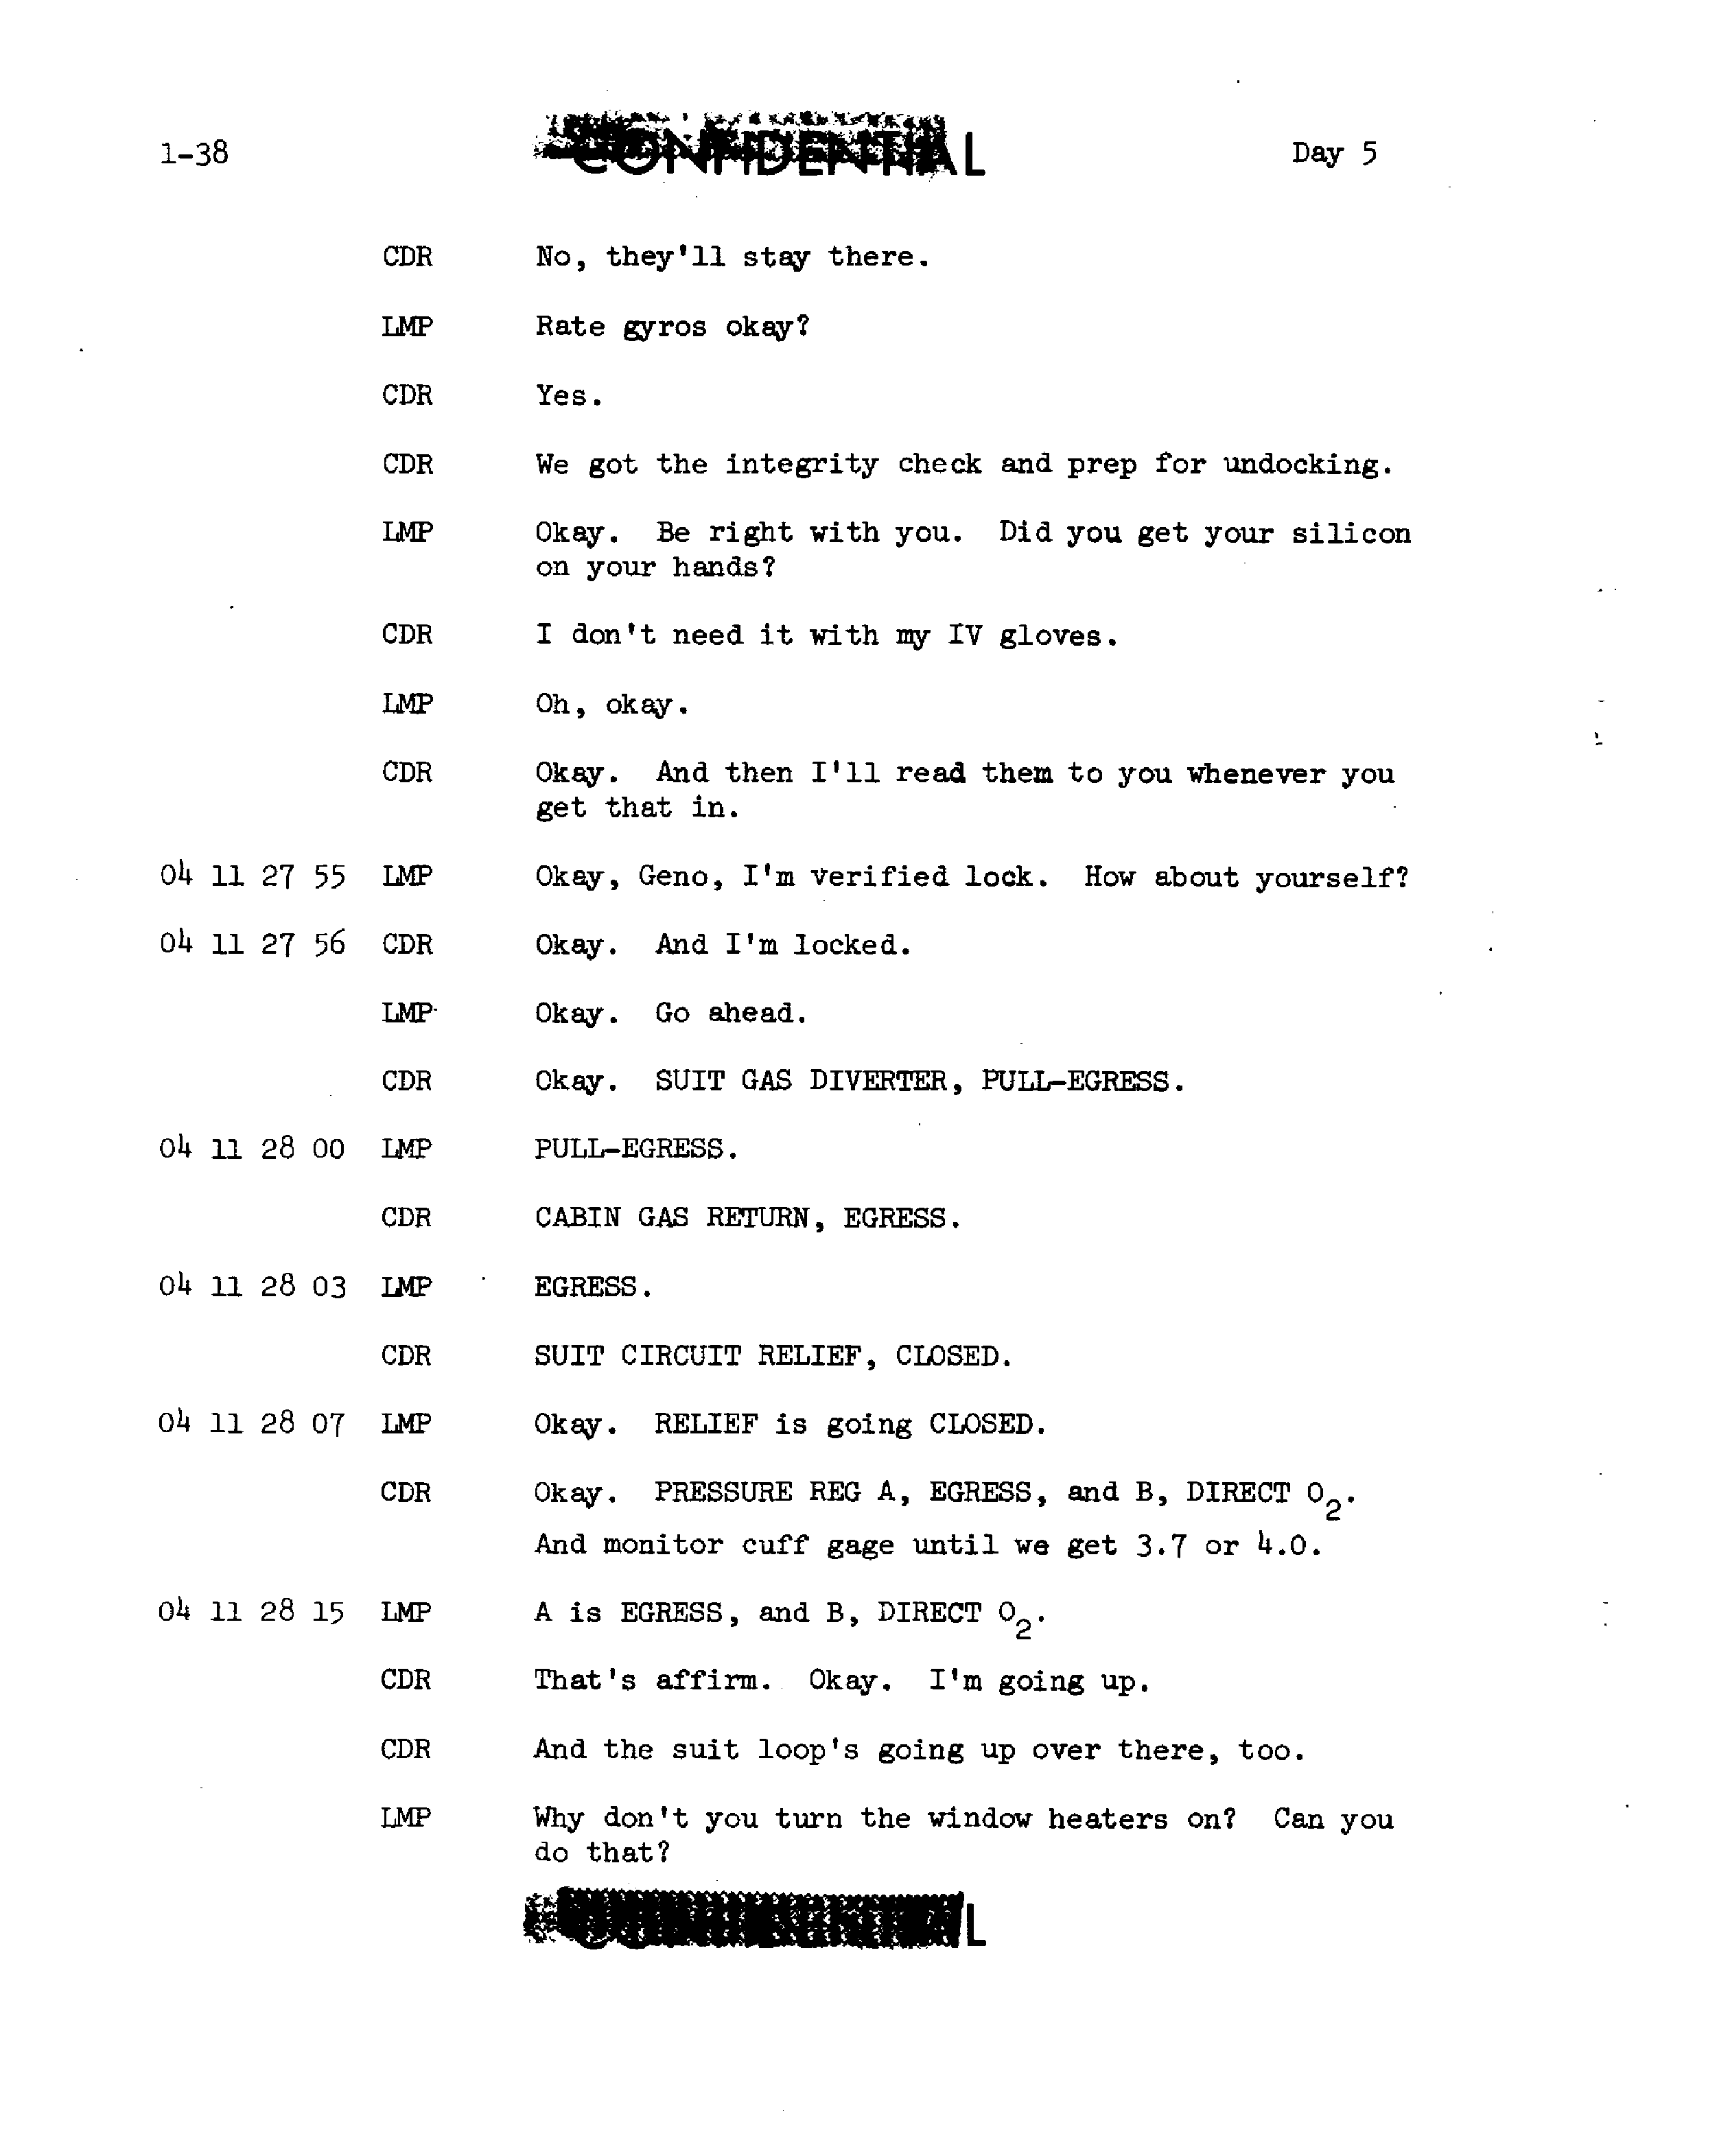 1-38 CONFIDENTIAL Day 5
CDR No, they'll stay there.
LMP Rate gyros okay?
CDR Yes.
CDR We got the integrity check and prep for undocking.
LMP Okay. Be right with you. Did you get your silicon
on your hands?
CDR I don't need it with my IV gloves.
LMP Oh, okay.
CDR Okay. And then I'll read them to you whenever you
get that in.
04 11 27 55 LMP Okay, Geno, I'm verified lock. How about yourself?
04 11 27 56 CDR Okay. And I'm locked.
LMP Okay. Go ahead.
CDR Okay. SUIT GAS DIVERTER, PULL-EGRESS.
04 11 28 00 LMP PULL-EGRESS.
CDR CABIN GAS RETURN, EGRESS.
04 11 28 03 LMP EGRESS.
CDR SUIT CIRCUIT RELIEF, CLOSED.
04 11 28 07 LMP Okay. RELIEF is going CLOSED.
CDR Okay. PRESSURE REG A, EGRESS, and B, DIRECT O₂.
And monitor cuff gage until we get 3.7 or 4.0.
04 11 28 15 LMP A is EGRESS, and B, DIRECT O₂.
CDR That's affirm. Okay. I'm going up.
CDR And the suit loop's going up over there, too.
LMP Why don't you turn the window heaters on? Can you
do that?